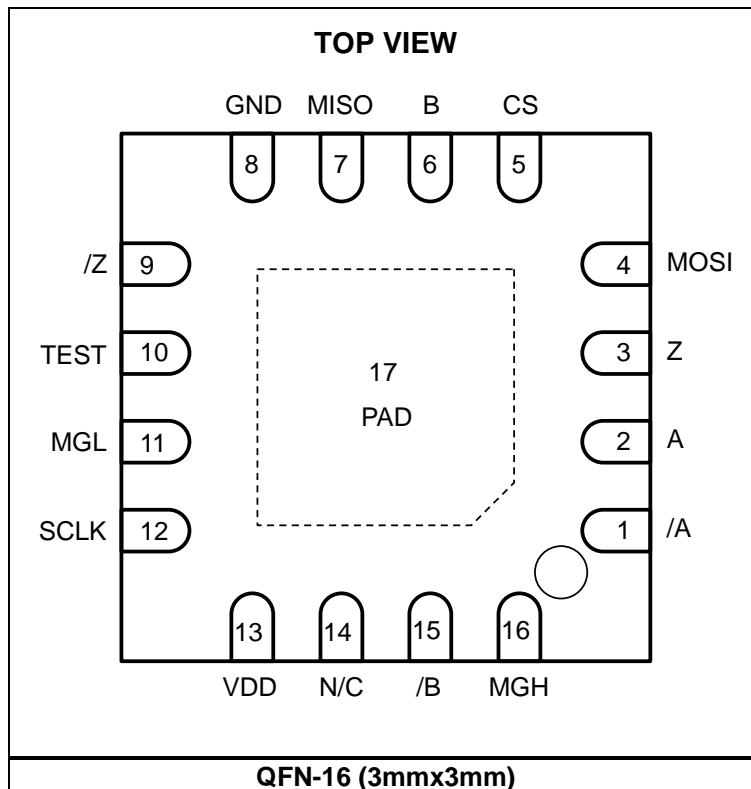 TOP VIEW
GND MISO B CS
8 7 6 5
/Z 9 4 MOSI
TEST 10 3 Z
17
PAD
MGL 11 2 A
SCLK 12 1 /A
13 14 15 16
VDD N/C /B MGH
QFN-16 (3mmx3mm)